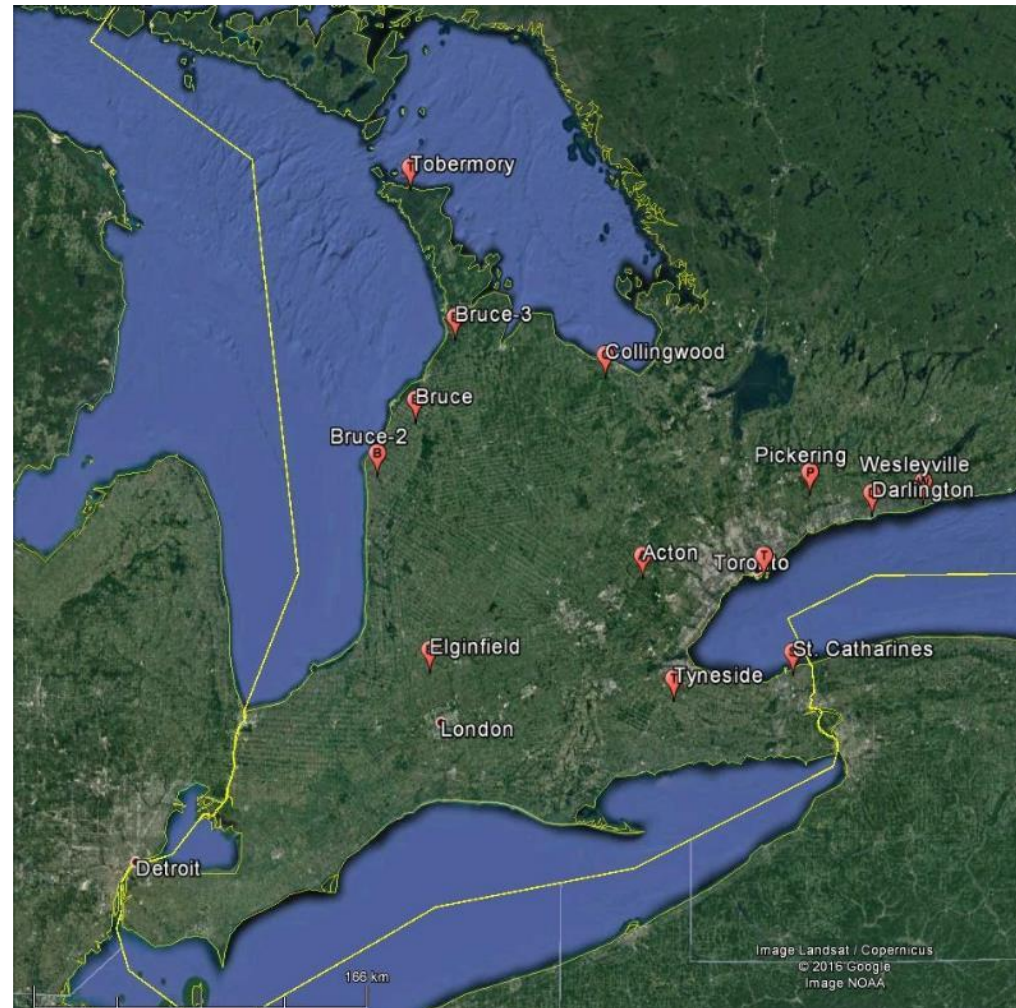 Tobermory
Bruce-3
Collingwood
Bruce
Bruce-2
B
Pickering
P
Wesleyville
Darlington
Acton
Toronto
T
Elginfield
St. Catharines
Tyneside
London
Detroit
166 km
Image Landsat / Copernicus
© 2016 Google
Image NOAA